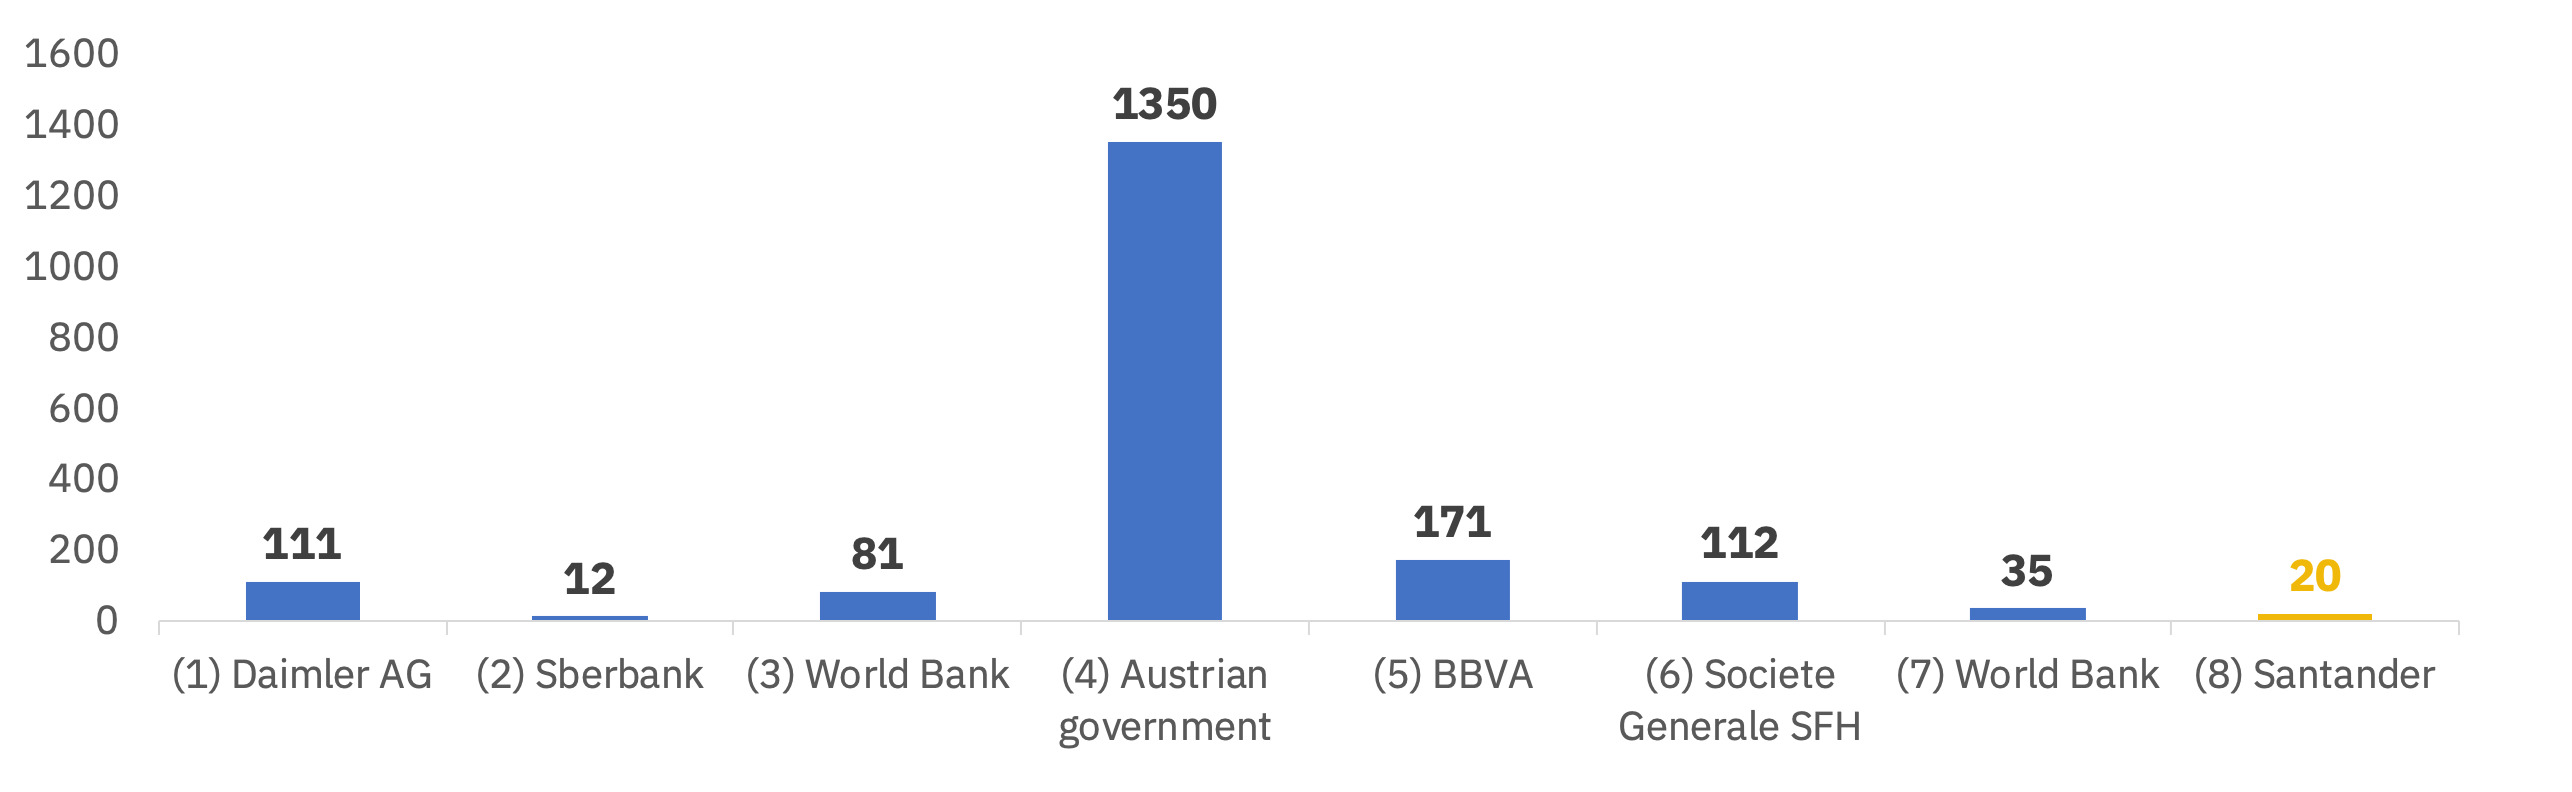 1600
1400
1200
1000
800
600
400
200
0
111
12
81
1350
171
112
35
20
(1) Daimler AG
(2) Sberbank
(3) World Bank
(4) Austrian
government
(5) BBVA
(6) Societe
Generale SFH
(7) World Bank
(8) Santander